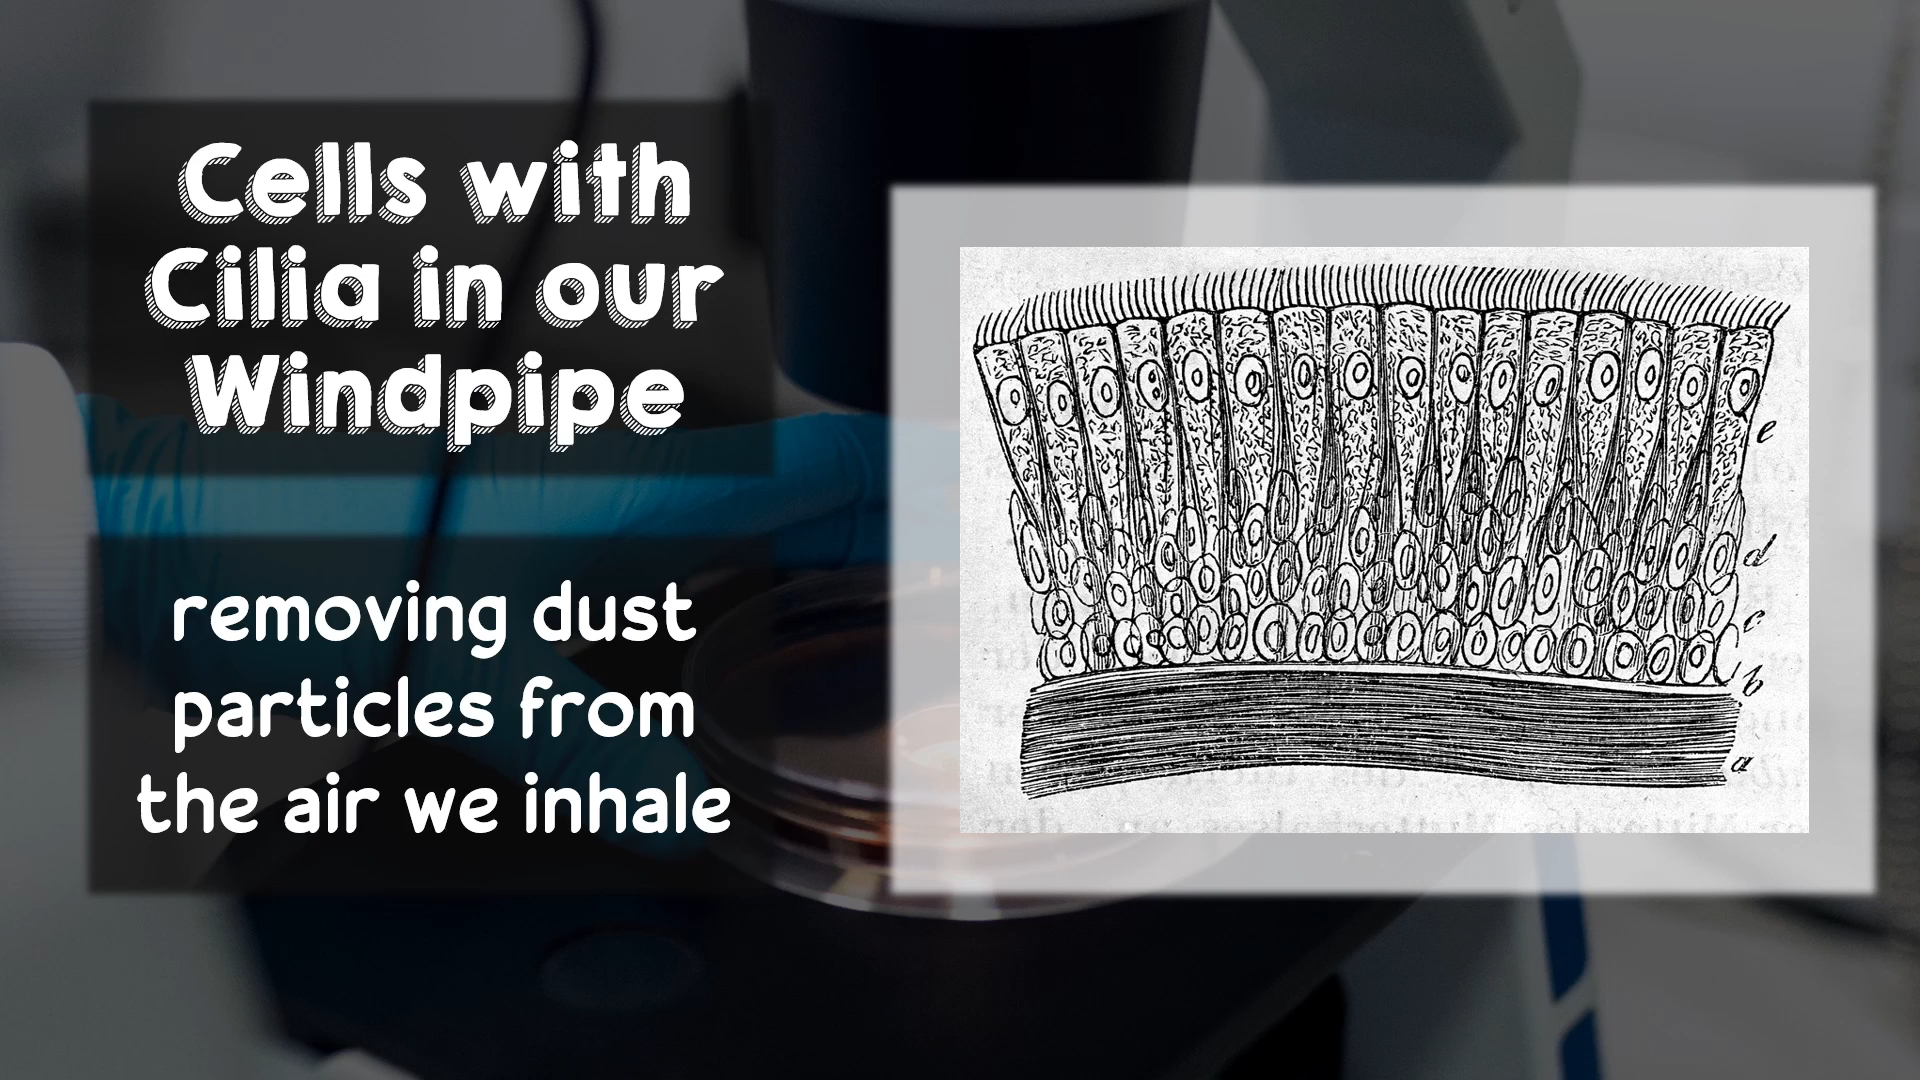 Cells with
Cilia in our
Windpipe
removing dust
particles from
the air we inhale
e
d
c
b
a